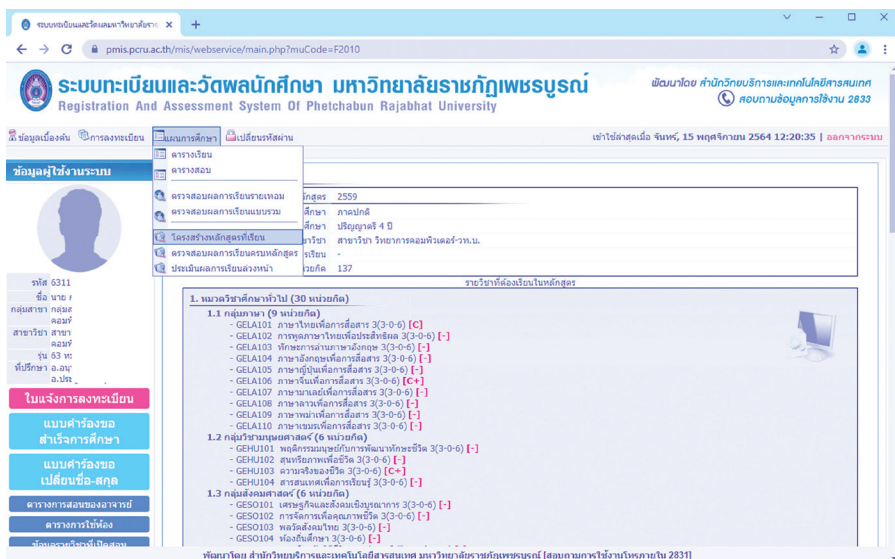 ระบบทะเบียนและวัดผลมหาวิทยาลัยราช
pmis.pcru.ac.th/mis/webservice/main.php?muCode=F2010
ระบบทะเบียนและวัดผลนักศึกษา มหาวิทยาลัยราชภัฏเพชรบูรณ์
Registration And Assessment System Of Phetchabun Rajabhat University
พัฒนาโดย สำนักวิทยบริการและเทคโนโลยีสารสนเทศ
สอบถามข้อมูลการใช้งาน 2833
ข้อมูลเบื้องต้น การลงทะเบียน แผนการศึกษา เปลี่ยนรหัสผ่าน
เข้าใช้ล่าสุดเมื่อ จันทร์, 15 พฤศจิกายน 2564 12:20:35 | ออกจากระบบ
ตารางเรียน
ตารางสอบ
ตรวจสอบผลการเรียนรายเทอม
ตรวจสอบผลการเรียนแบบรวม
โครงสร้างหลักสูตรที่เรียน
ตรวจสอบผลการเรียนครบหลักสูตร
ประเมินผลการเรียนล่วงหน้า
ข้อมูลผู้ใช้งานระบบ
รหัส 6311
ชื่อ นาย
กลุ่มสาขา กลุ่มส
คอมพ์
สาขาวิชา สาขา
คอมพ์
รุ่น 63
ที่ปรึกษา อ.อนุ
อ.ประ
ใบแจ้งการลงทะเบียน
แบบคำร้องขอ
สำเร็จการศึกษา
แบบคำร้องขอ
เปลี่ยนชื่อ-สกุล
ตารางการสอนของอาจารย์
ตารางการใช้ห้อง
ข้อมูลรายวิชาที่เปิดสอน
ักสูตร 2559
ศึกษา ภาคปกติ
ศึกษา ปริญญาตรี 4 ปี
าวิชา สาขาวิชา วิทยาการคอมพิวเตอร์-วท.บ.
รเรียน -
่วยกิต 137
รายวิชาที่ต้องเรียนในหลักสูตร
1. หมวดวิชาศึกษาทั่วไป (30 หน่วยกิต)
1.1 กลุ่มภาษา (9 หน่วยกิต)
- GELA101 ภาษาไทยเพื่อการสื่อสาร 3(3-0-6) [C]
- GELA102 การพูดภาษาไทยเพื่อประสิทธิผล 3(3-0-6) [-]
- GELA103 ทักษะการอ่านภาษาอังกฤษ 3(3-0-6) [-]
- GELA104 ภาษาอังกฤษเพื่อการสื่อสาร 3(3-0-6) [-]
- GELA105 ภาษาญี่ปุ่นเพื่อการสื่อสาร 3(3-0-6) [-]
- GELA106 ภาษาจีนเพื่อการสื่อสาร 3(3-0-6) [C+]
- GELA107 ภาษามาเลย์เพื่อการสื่อสาร 3(3-0-6) [-]
- GELA108 ภาษาลาวเพื่อการสื่อสาร 3(3-0-6) [-]
- GELA109 ภาษาพม่าเพื่อการสื่อสาร 3(3-0-6) [-]
- GELA110 ภาษาเขมรเพื่อการสื่อสาร 3(3-0-6) [-]
1.2 กลุ่มวิชามนุษยศาสตร์ (6 หน่วยกิต)
- GEHU101 พฤติกรรมมนุษย์กับการพัฒนาทักษะชีวิต 3(3-0-6) [-]
- GEHU102 สุนทรียภาพเพื่อชีวิต 3(3-0-6) [-]
- GEHU103 ความจริงของชีวิต 3(3-0-6) [C+]
- GEHU104 สารสนเทศเพื่อการเรียนรู้ 3(3-0-6) [-]
1.3 กลุ่มสังคมศาสตร์ (6 หน่วยกิต)
- GESO101 เศรษฐกิจและสังคมเชิงบูรณาการ 3(3-0-6) [-]
- GESO102 การจัดการเพื่อคุณภาพชีวิต 3(3-0-6) [-]
- GESO103 พลวัตสังคมไทย 3(3-0-6) [-]
- GESO104 ท้องถิ่นศึกษา 3(3-0-6) [-]
พัฒนาโดย สำนักวิทยบริการและเทคโนโลยีสารสนเทศ มหาวิทยาลัยราชภัฏเพชรบูรณ์ [สอบถามการใช้งานโทรภายใน 2831]